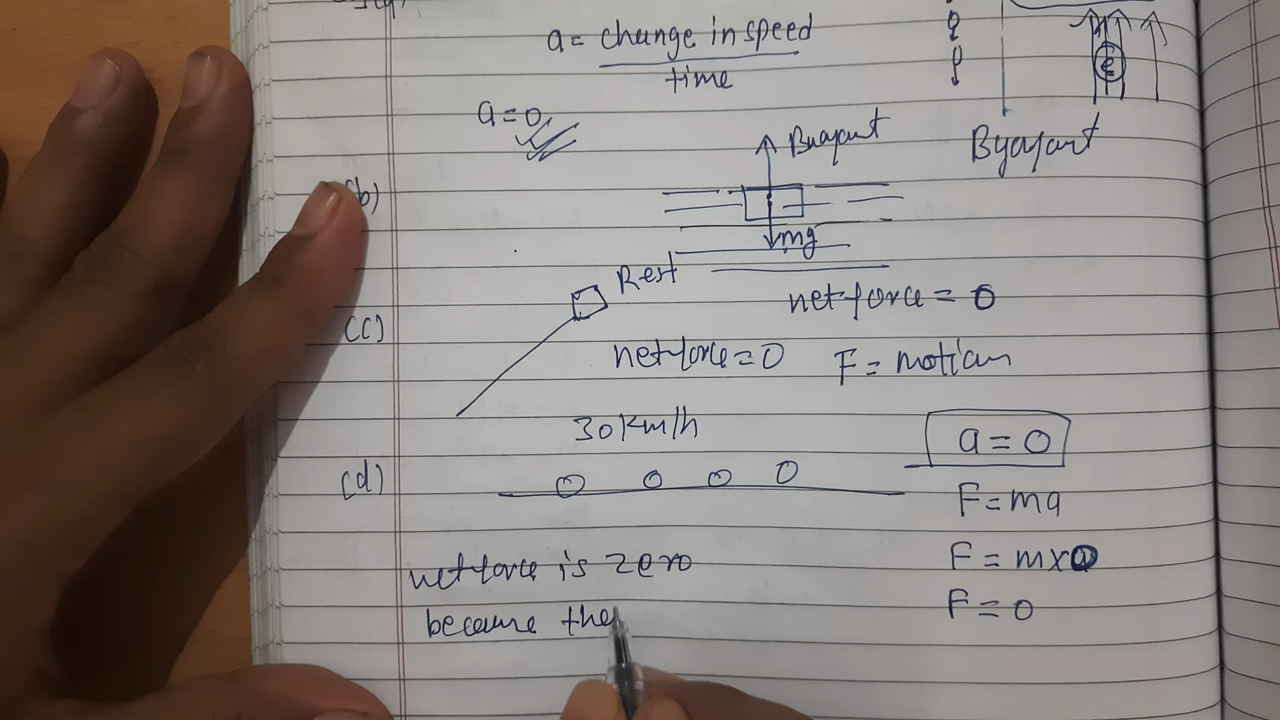 a = change in speed
time
a = 0
Buayant
Byayant
(b)
mg
Rest
net force = 0
(c)
net force = 0
F = motion
30 km/h
a = 0
(d)
F = ma
net force is zero
F = m x 0
because the
F = 0